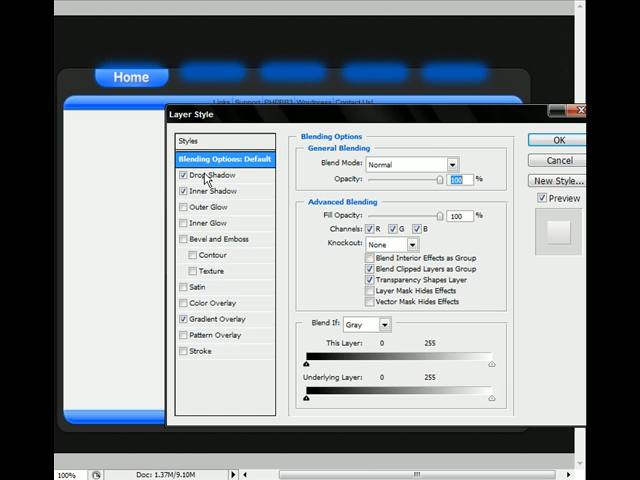 Home
Links Support PHPBB3 Wordpress Contact Us!
Layer Style
Styles
Blending Options: Default
Drop Shadow
Inner Shadow
Outer Glow
Inner Glow
Bevel and Emboss
Contour
Texture
Satin
Color Overlay
Gradient Overlay
Pattern Overlay
Stroke
Blending Options
General Blending
Blend Mode: Normal
Opacity: 100 %
Advanced Blending
Fill Opacity: 100 %
Channels: R G B
Knockout: None
Blend Interior Effects as Group
Blend Clipped Layers as Group
Transparency Shapes Layer
Layer Mask Hides Effects
Vector Mask Hides Effects
Blend If: Gray
This Layer: 0 255
Underlying Layer: 0 255
OK
Cancel
New Style...
Preview
100% Doc: 1.37M/9.10M